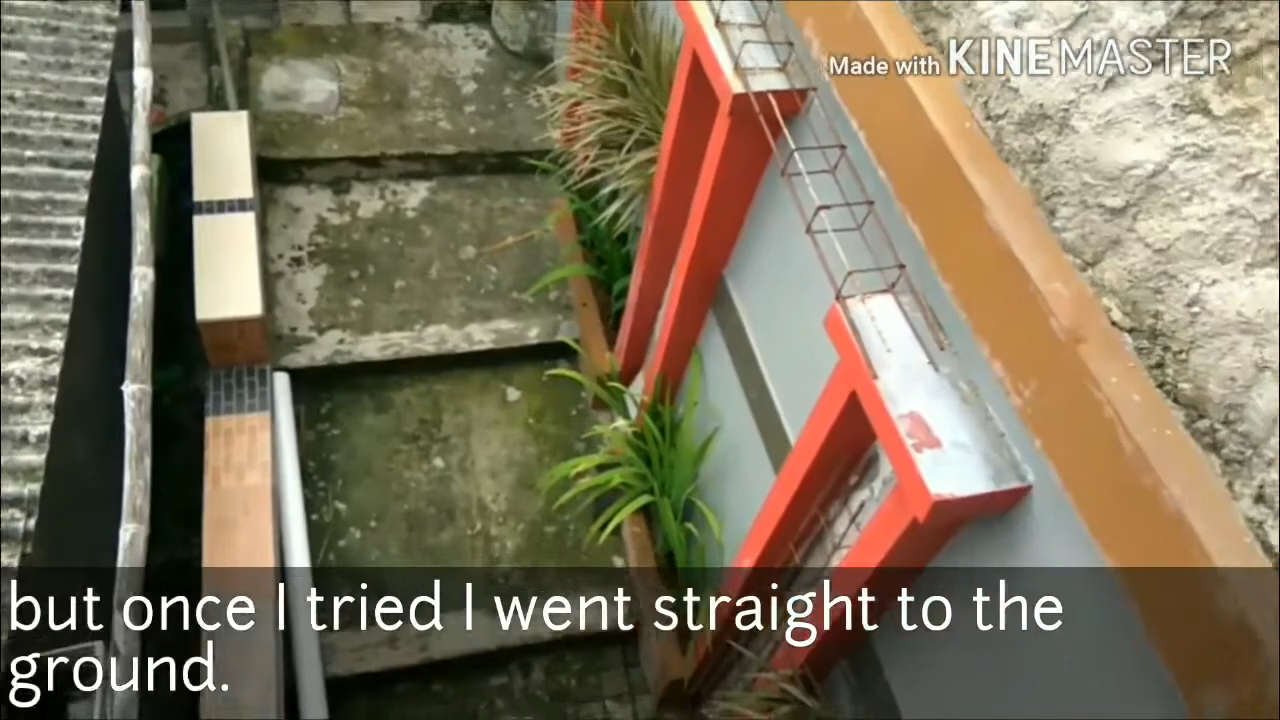 Made with KINEMASTER
but once I tried I went straight to the
ground.